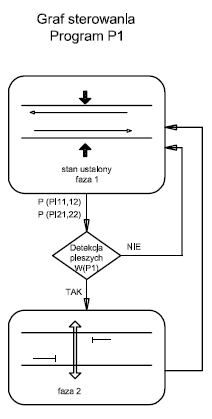 Graf sterowania
Program P1
stan ustalony
faza 1
P (PI11,12)
P (PI21,22)
Detekcja
pieszych
W(P1)
NIE
TAK
faza 2